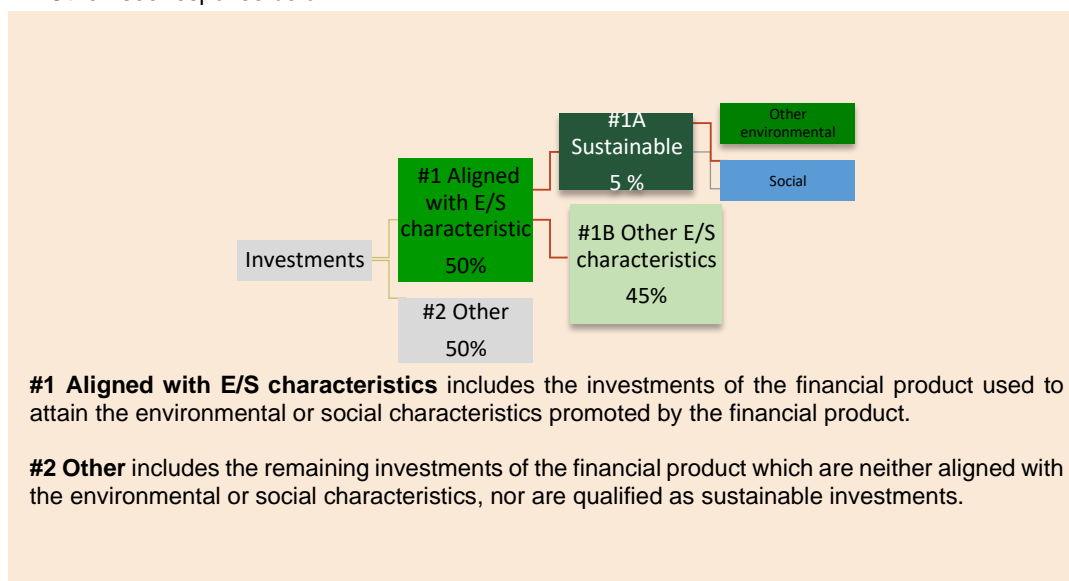 Other
environmental
#1A
Sustainable
5 %
Social
#1 Aligned
with E/S
characteristic
50%
#1B Other E/S
characteristics
45%
Investments
#2 Other
50%
#1 Aligned with E/S characteristics includes the investments of the financial product used to
attain the environmental or social characteristics promoted by the financial product.
#2 Other includes the remaining investments of the financial product which are neither aligned with
the environmental or social characteristics, nor are qualified as sustainable investments.